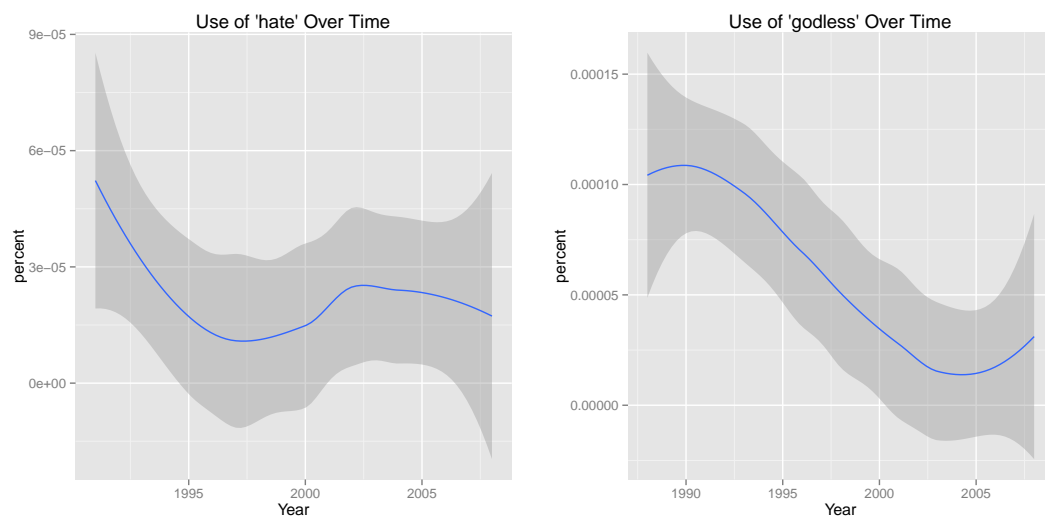 Use of 'hate' Over Time
9e−05
6e−05
3e−05
0e+00
percent
1995 2000 2005
Year
Use of 'godless' Over Time
0.00015
0.00010
0.00005
0.00000
percent
1990 1995 2000 2005
Year